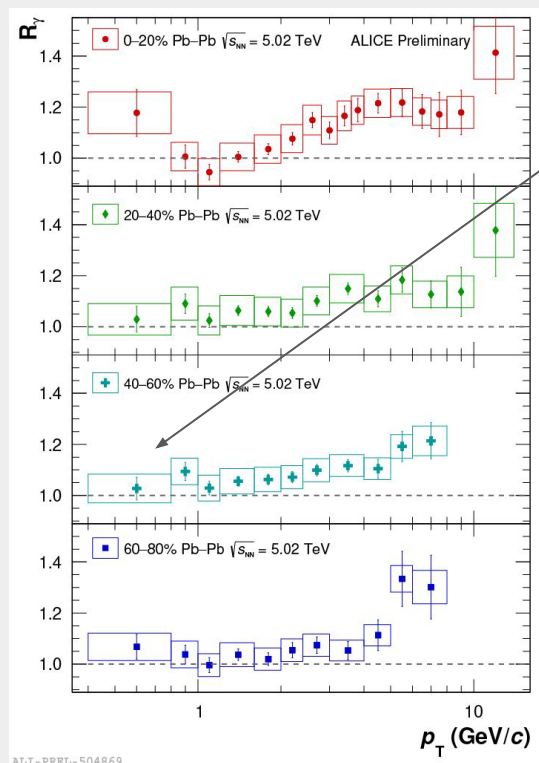 Rγ
0–20% Pb–Pb √sNN = 5.02 TeV ALICE Preliminary
1.4
1.2
1.0
20–40% Pb–Pb √sNN = 5.02 TeV
1.4
1.2
1.0
40–60% Pb–Pb √sNN = 5.02 TeV
1.4
1.2
1.0
60–80% Pb–Pb √sNN = 5.02 TeV
1.4
1.2
1.0
1 10
pT (GeV/c)
ALI-PREL-504869